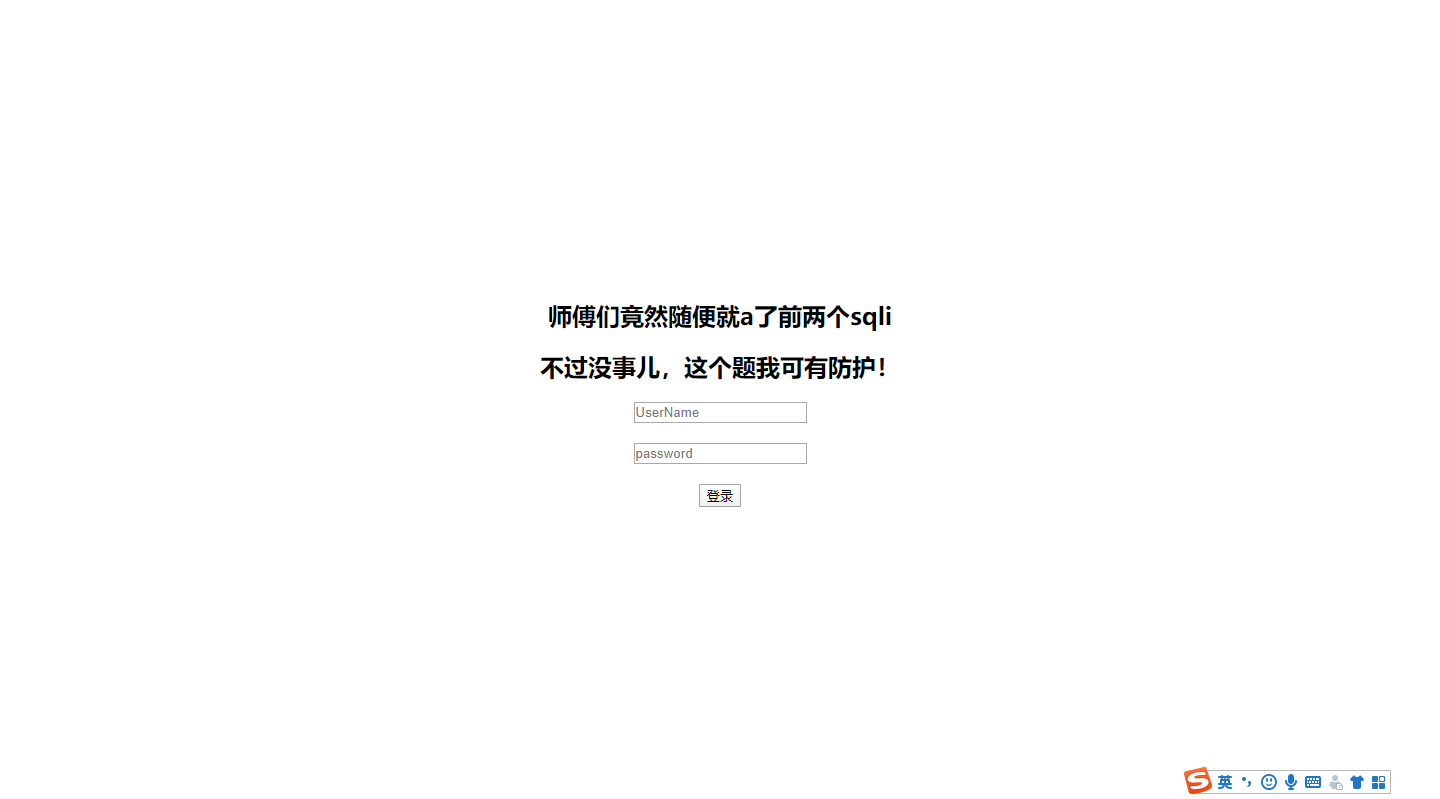 师傅们竟然随便就a了前两个sqli
不过没事儿，这个题我可有防护！
UserName
password
登录
英